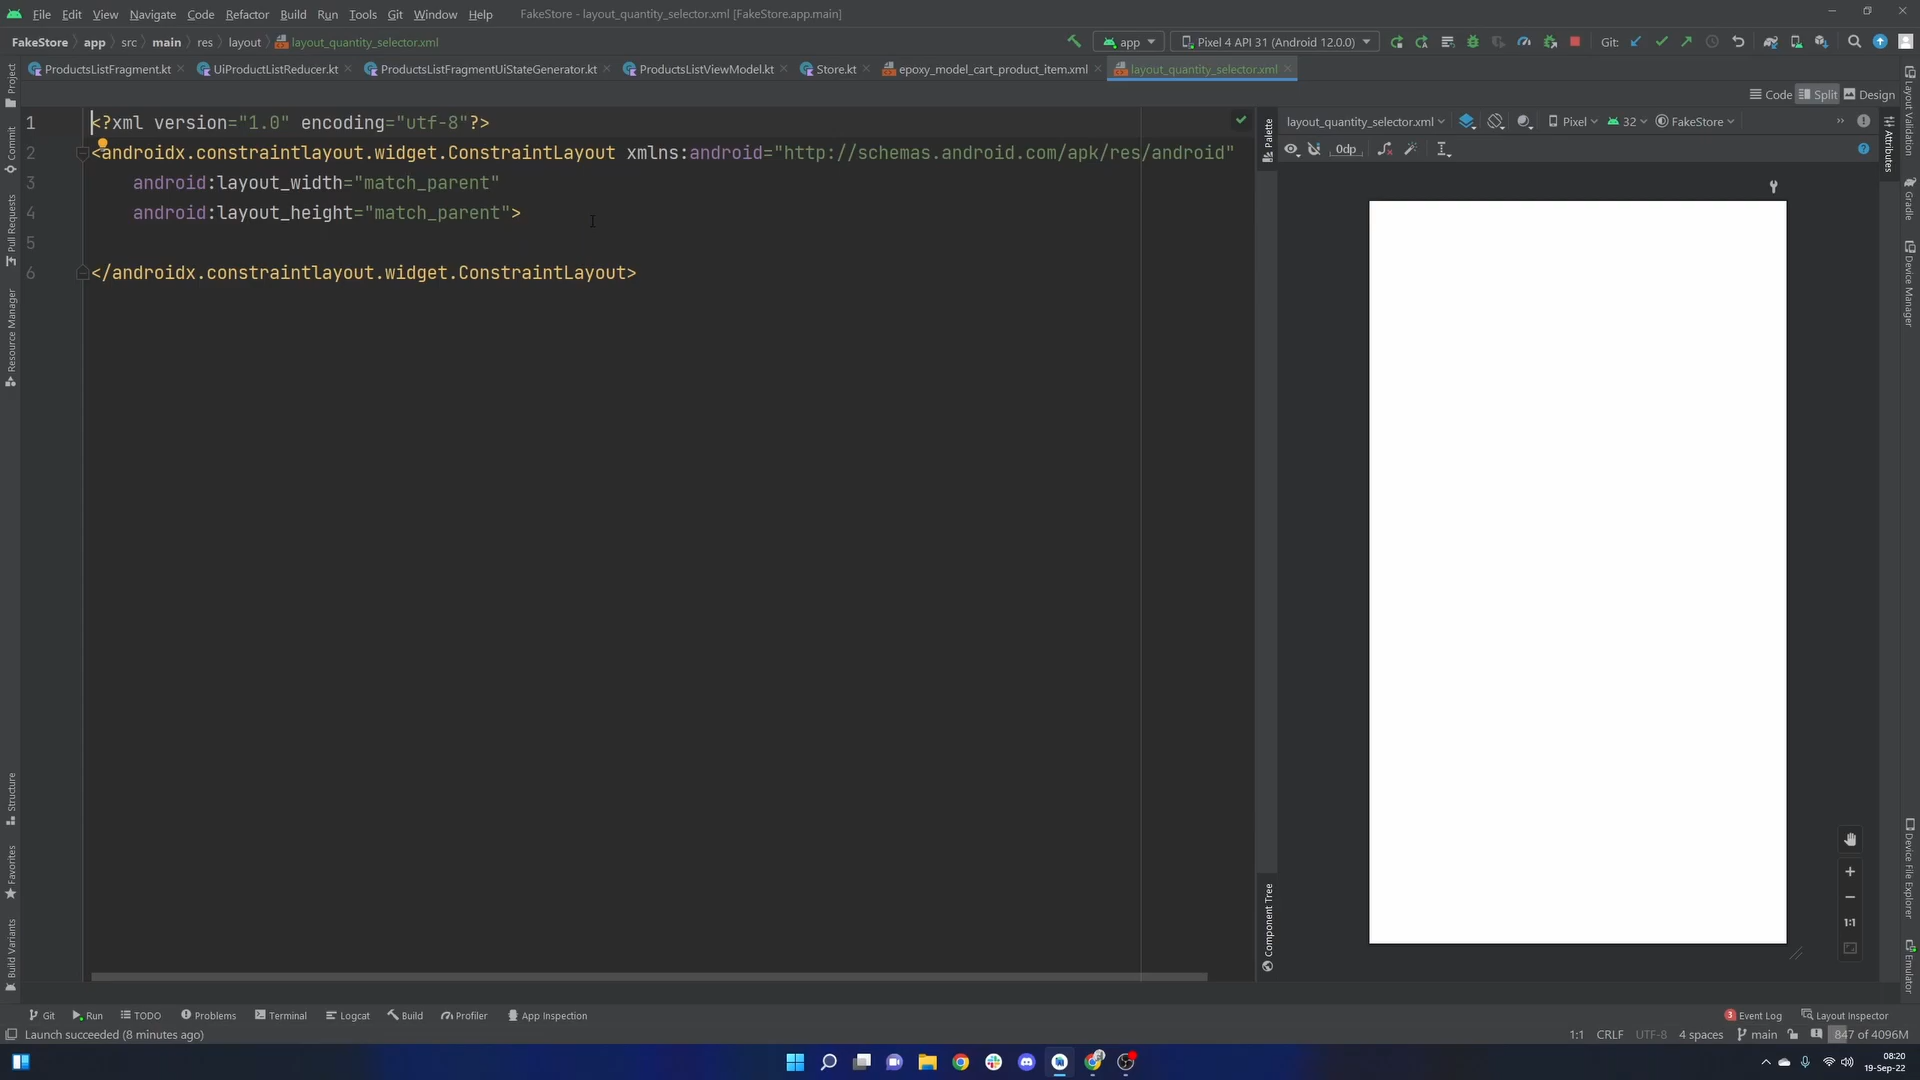 File Edit View Navigate Code Refactor Build Run Tools Git Window Help FakeStore - layout_quantity_selector.xml [FakeStore.app.main]
FakeStore app src main res layout layout_quantity_selector.xml app Pixel 4 API 31 (Android 12.0.0) Git:
ProductsListFragment.kt UiProductListReducer.kt ProductsListFragmentUiStateGenerator.kt ProductsListViewModel.kt Store.kt epoxy_model_cart_product_item.xml layout_quantity_selector.xml
Code Split Design
layout_quantity_selector.xml Pixel 32 FakeStore
0dp
1 <?xml version="1.0" encoding="utf-8"?>
2 <androidx.constraintlayout.widget.ConstraintLayout xmlns:android="http://schemas.android.com/apk/res/android"
3 android:layout_width="match_parent"
4 android:layout_height="match_parent">
5
6 </androidx.constraintlayout.widget.ConstraintLayout>
Project
Commit
Pull Requests
Resource Manager
Structure
Favorites
Build Variants
Palette
Component Tree
Attributes
Layout Validation
Gradle
Device Manager
Device File Explorer
Emulator
1:1
Git Run TODO Problems Terminal Logcat Build Profiler App Inspection 3 Event Log Layout Inspector
Launch succeeded (8 minutes ago) 1:1 CRLF UTF-8 4 spaces main 847 of 4096M
08:20
19-Sep-22